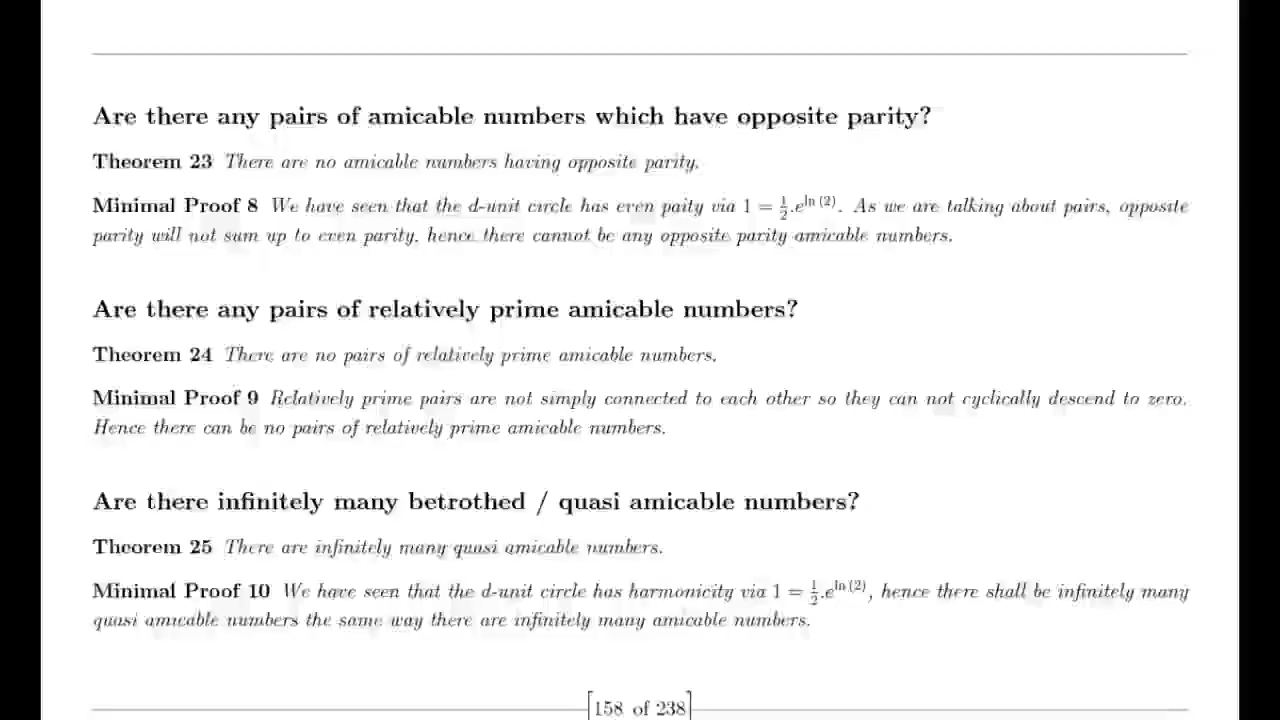 Are there any pairs of amicable numbers which have opposite parity?
Theorem 23 There are no amicable numbers having opposite parity.
Minimal Proof 8 We have seen that the d-unit circle has even paity via 1 = 1/2.e^ln (2). As we are talking about pairs, opposite
parity will not sum up to even parity. hence there cannot be any opposite parity amicable numbers.
Are there any pairs of relatively prime amicable numbers?
Theorem 24 There are no pairs of relatively prime amicable numbers.
Minimal Proof 9 Relatively prime pairs are not simply connected to each other so they can not cyclically descend to zero.
Hence there can be no pairs of relatively prime amicable numbers.
Are there infinitely many betrothed / quasi amicable numbers?
Theorem 25 There are infinitely many quasi amicable numbers.
Minimal Proof 10 We have seen that the d-unit circle has harmonicity via 1 = 1/2.e^ln (2), hence there shall be infinitely many
quasi amicable numbers the same way there are infinitely many amicable numbers.
[158 of 238]